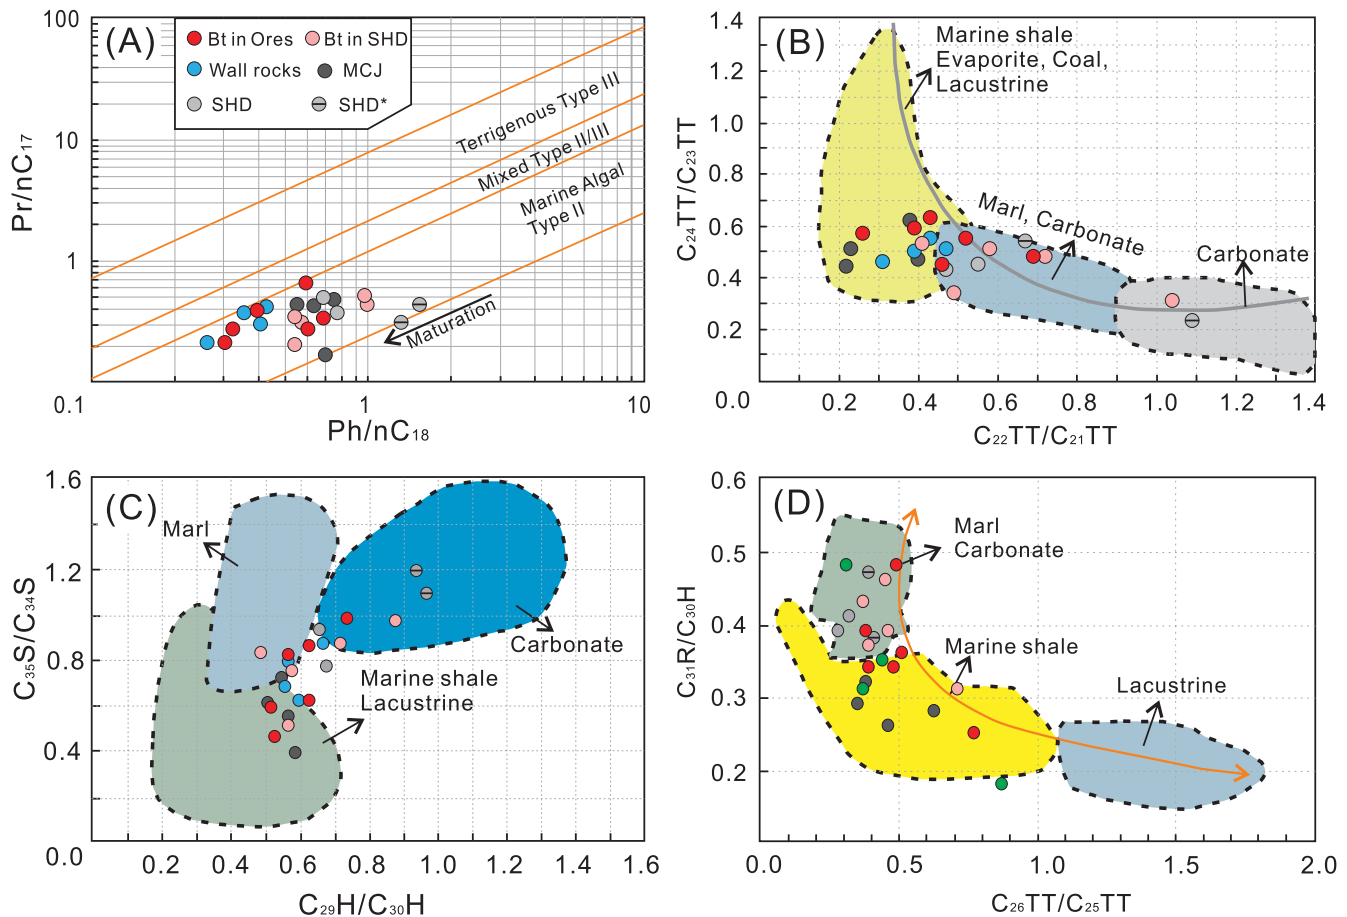 (A)
Bt in Ores
Bt in SHD
Wall rocks
MCJ
SHD
SHD*
Terrigenous Type III
Mixed Type II/III
Marine Algal
Type II
Maturation
100
10
1
0.1
1
10
Pr/nC₁₇
Ph/nC₁₈
(B)
Marine shale
Evaporite, Coal,
Lacustrine
Marl, Carbonate
Carbonate
1.4
1.2
1.0
0.8
0.6
0.4
0.2
0.0
0.2
0.4
0.6
0.8
1.0
1.2
1.4
C₂₄TT/C₂₃TT
C₂₂TT/C₂₁TT
(C)
Marl
Carbonate
Marine shale
Lacustrine
1.6
1.2
0.8
0.4
0.0
0.2
0.4
0.6
0.8
1.0
1.2
1.4
1.6
C₃₅S/C₃₄S
C₂₉H/C₃₀H
(D)
Marl
Carbonate
Marine shale
Lacustrine
0.6
0.5
0.4
0.3
0.2
0.0
0.5
1.0
1.5
2.0
C₃₁R/C₃₀H
C₂₆TT/C₂₅TT